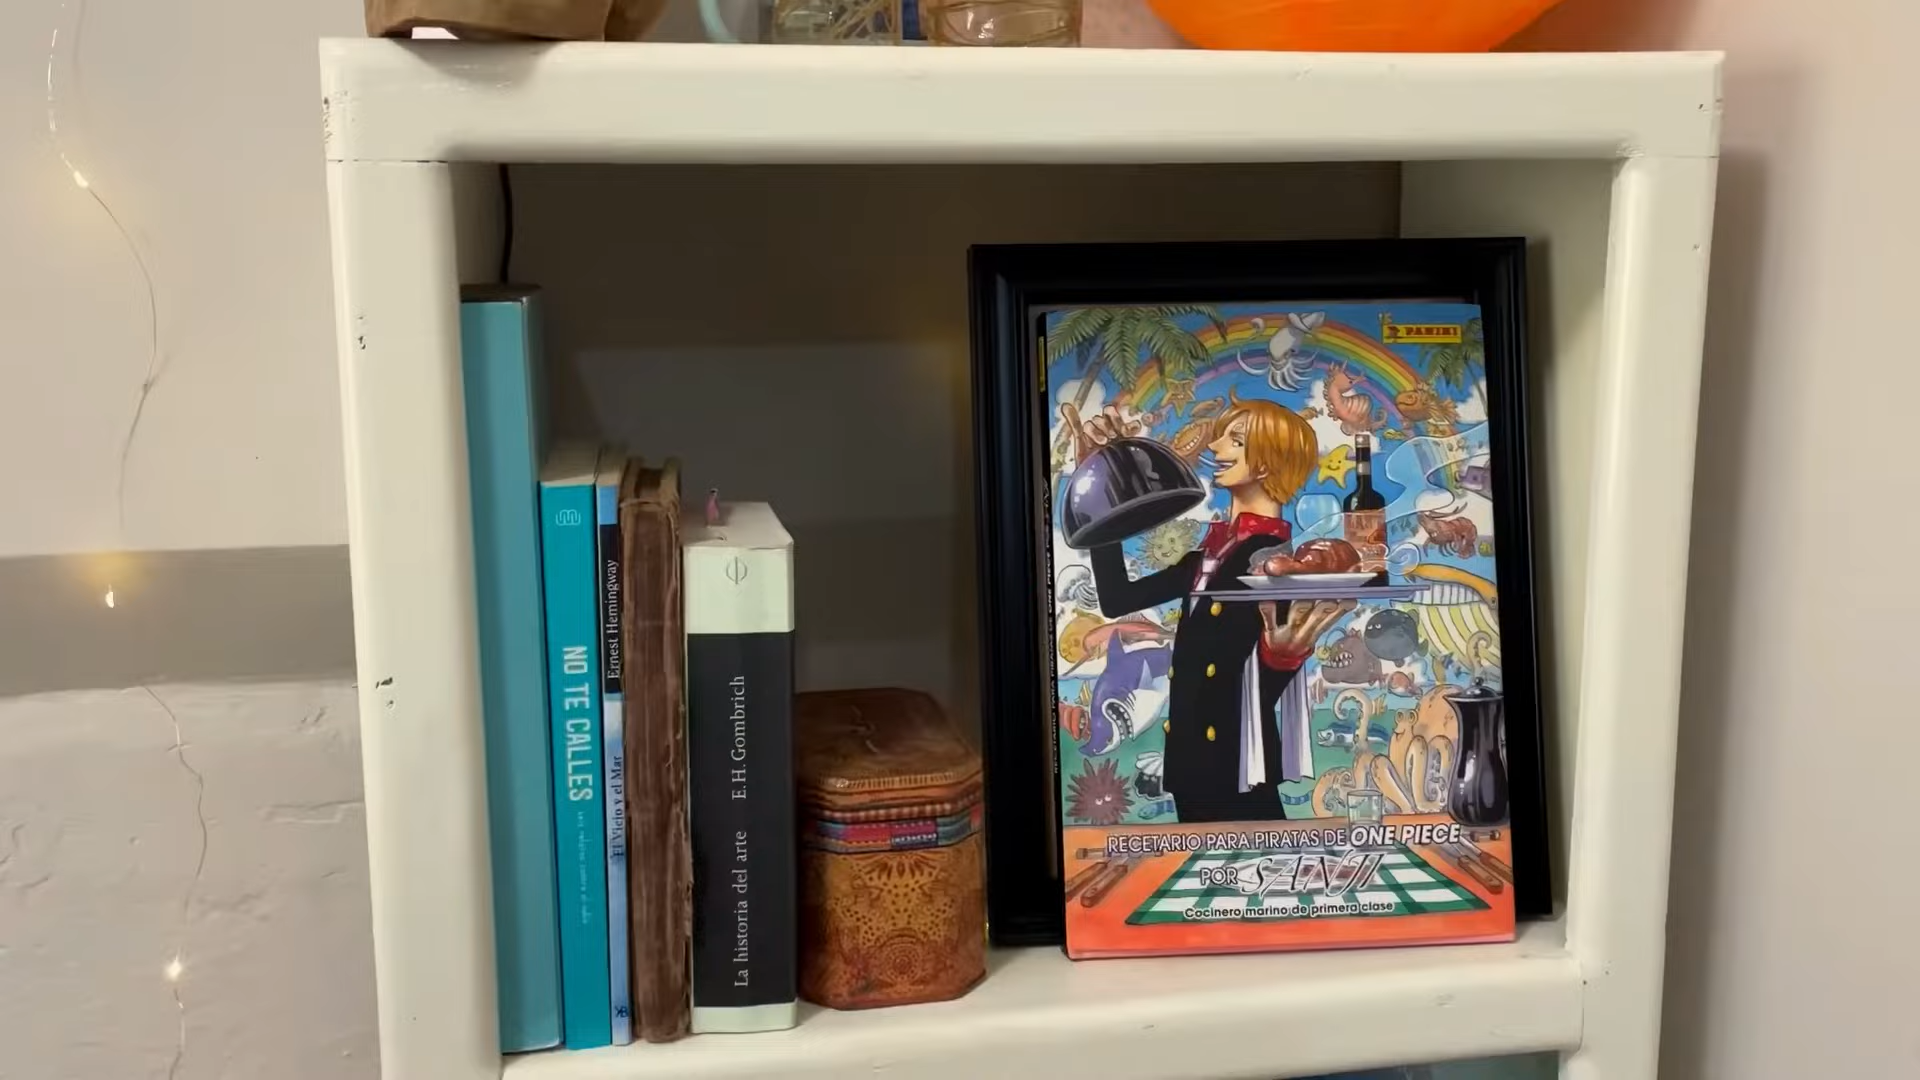 NO TE CALLES
Ernest Hemingway
El Viejo y el Mar
La historia del arte E.H. Gombrich
PANINI
RECETARIO PARA PIRATAS DE ONE PIECE
POR SANJI
Cocinero marino de primera clase